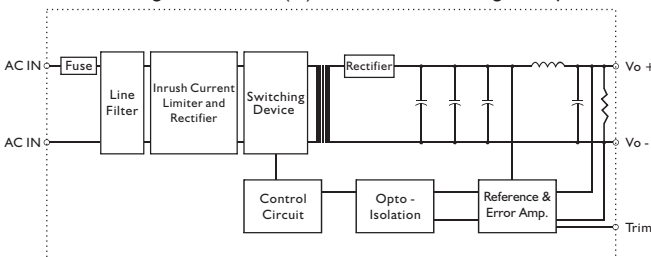 AC IN
Fuse
Line
Filter
Inrush Current
Limiter and
Rectifier
Switching
Device
Rectifier
Vo +
AC IN
Vo -
Control
Circuit
Opto -
Isolation
Reference &
Error Amp.
Trim